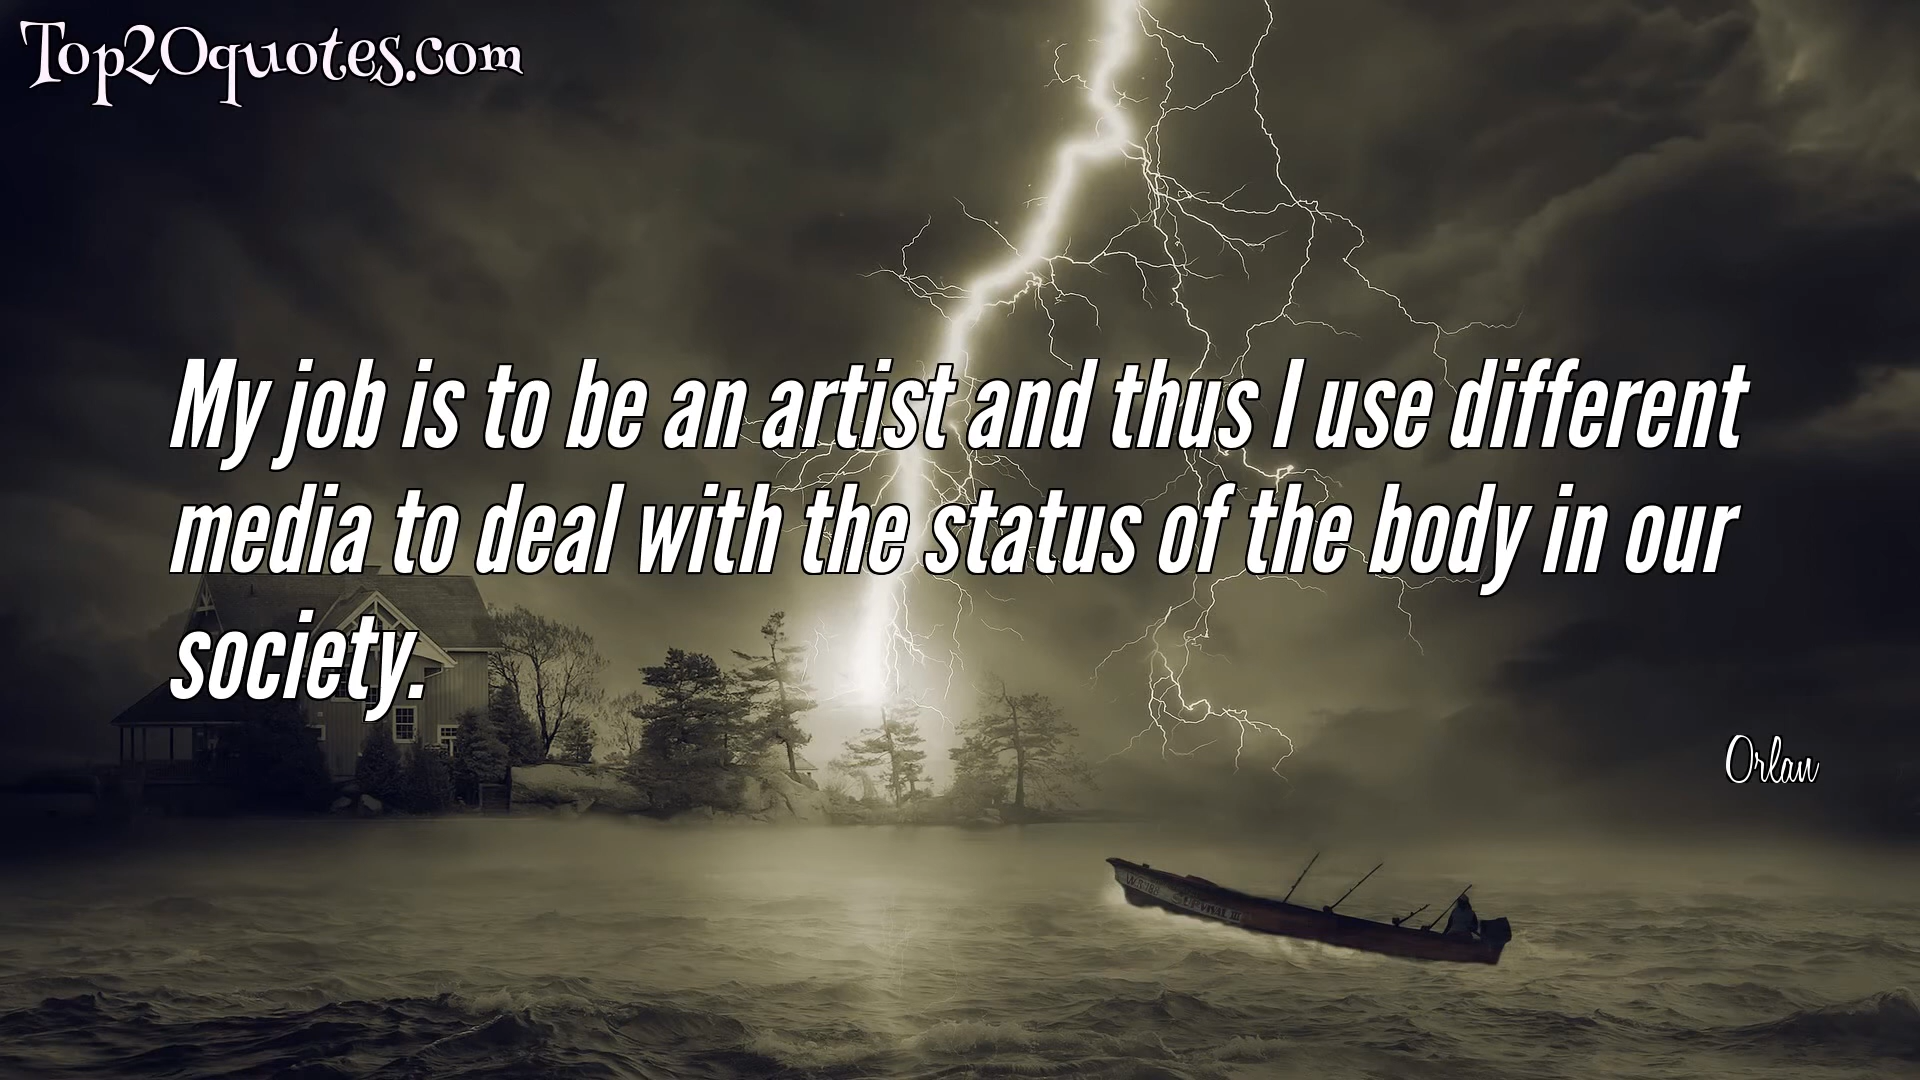 Top20quotes.com
My job is to be an artist and thus I use different
media to deal with the status of the body in our
society.
Orlan